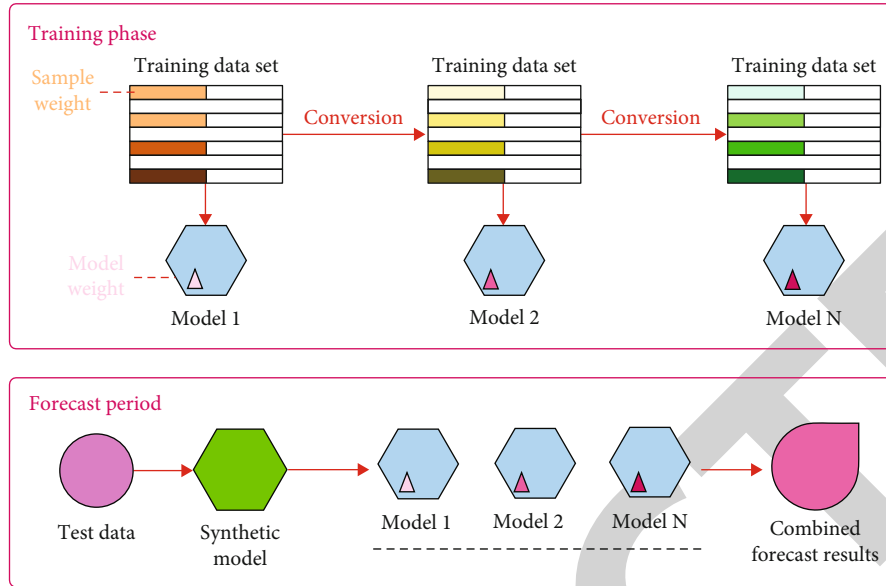 Training phase
Training data set
Training data set
Training data set
Sample
weight
Conversion
Conversion
Model
weight
Model 1
Model 2
Model N
Forecast period
Test data
Synthetic
model
Model 1
Model 2
Model N
Combined
forecast results